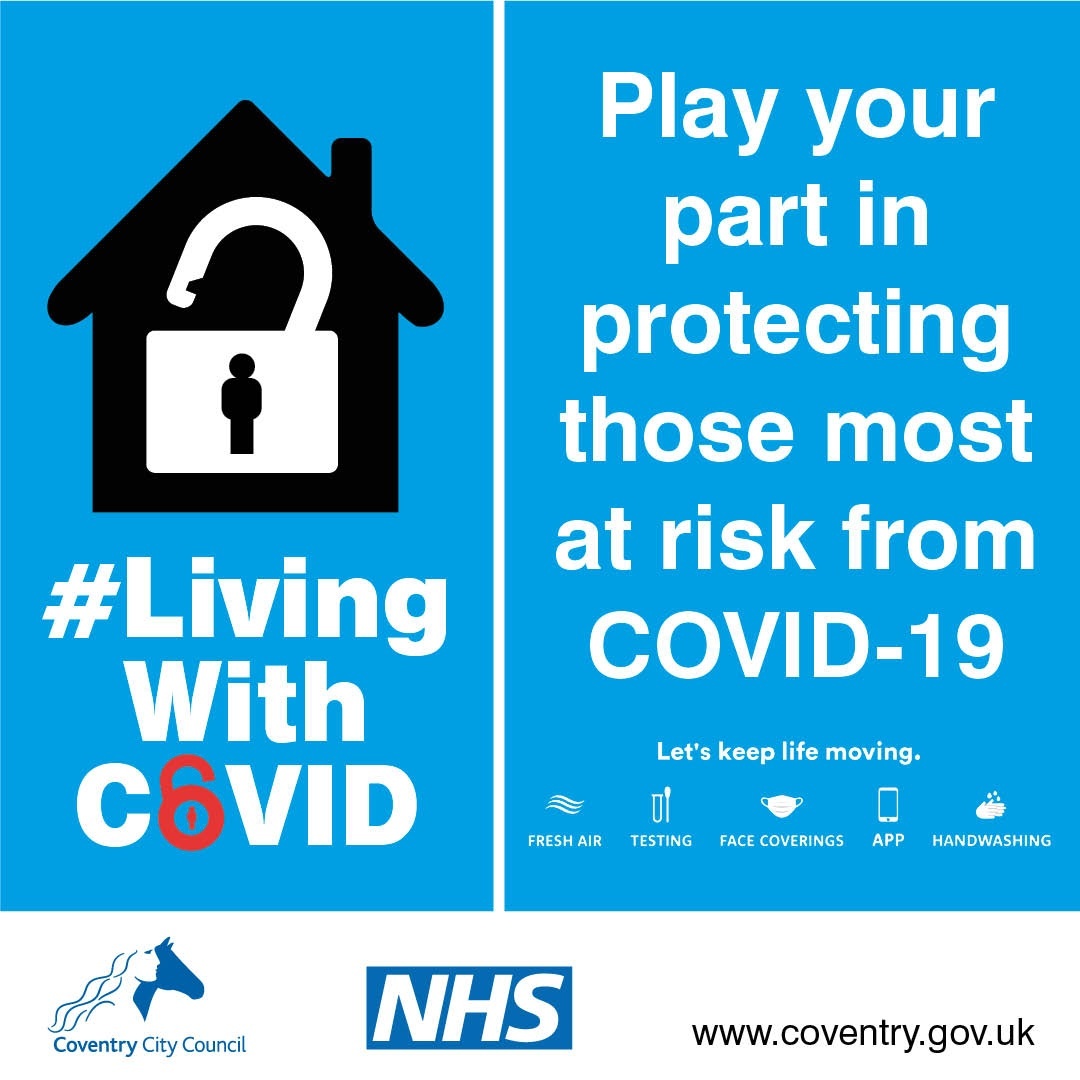 #Living
With
COVID
Play your
part in
protecting
those most
at risk from
COVID-19
Let's keep life moving.
FRESH AIR TESTING FACE COVERINGS APP HANDWASHING
Coventry City Council
NHS
www.coventry.gov.uk